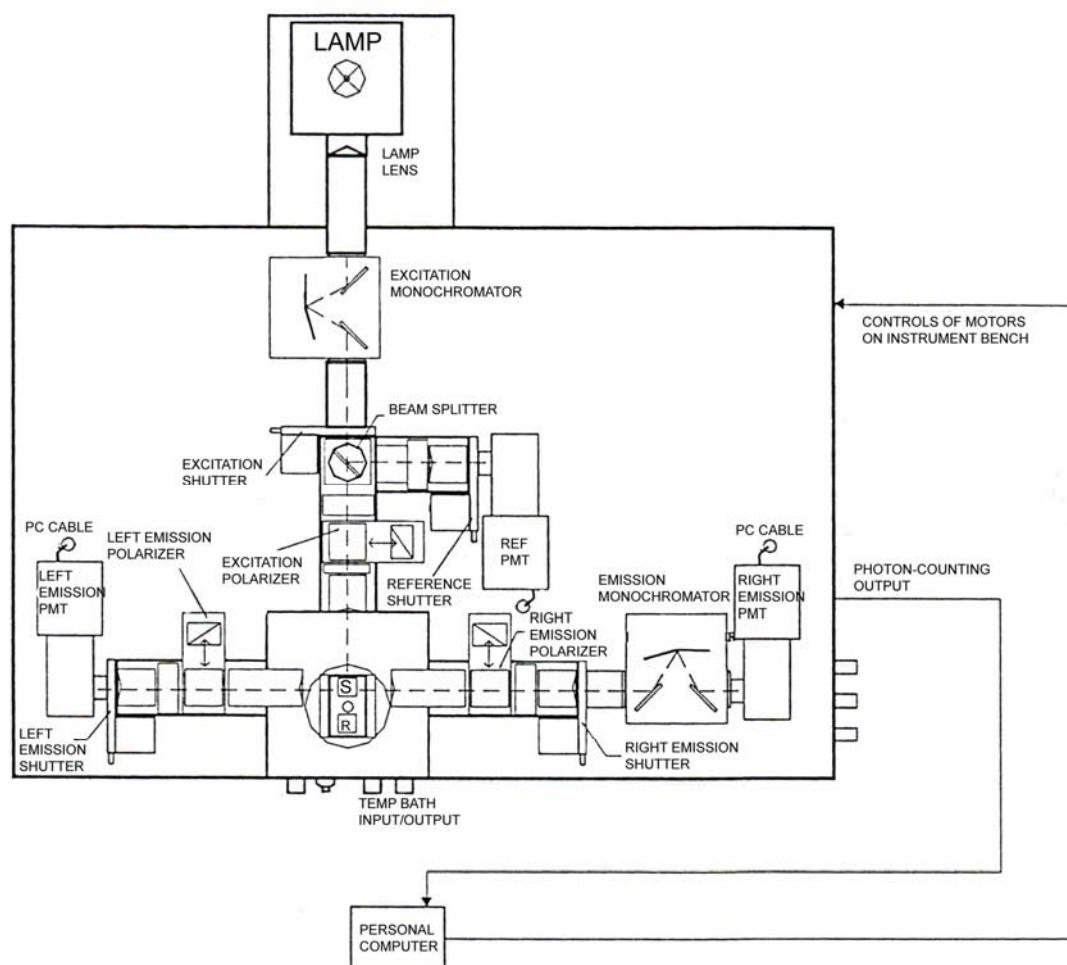 LAMP
LAMP
LENS
EXCITATION
MONOCHROMATOR
CONTROLS OF MOTORS
ON INSTRUMENT BENCH
BEAM SPLITTER
EXCITATION
SHUTTER
PC CABLE
LEFT EMISSION
POLARIZER
LEFT
EMISSION
PMT
EXCITATION
POLARIZER
REFERENCE
SHUTTER
REF
PMT
EMISSION
MONOCHROMATOR
PC CABLE
RIGHT
EMISSION
PMT
PHOTON-COUNTING
OUTPUT
RIGHT
EMISSION
POLARIZER
S
R
LEFT
EMISSION
SHUTTER
RIGHT EMISSION
SHUTTER
TEMP BATH
INPUT/OUTPUT
PERSONAL
COMPUTER